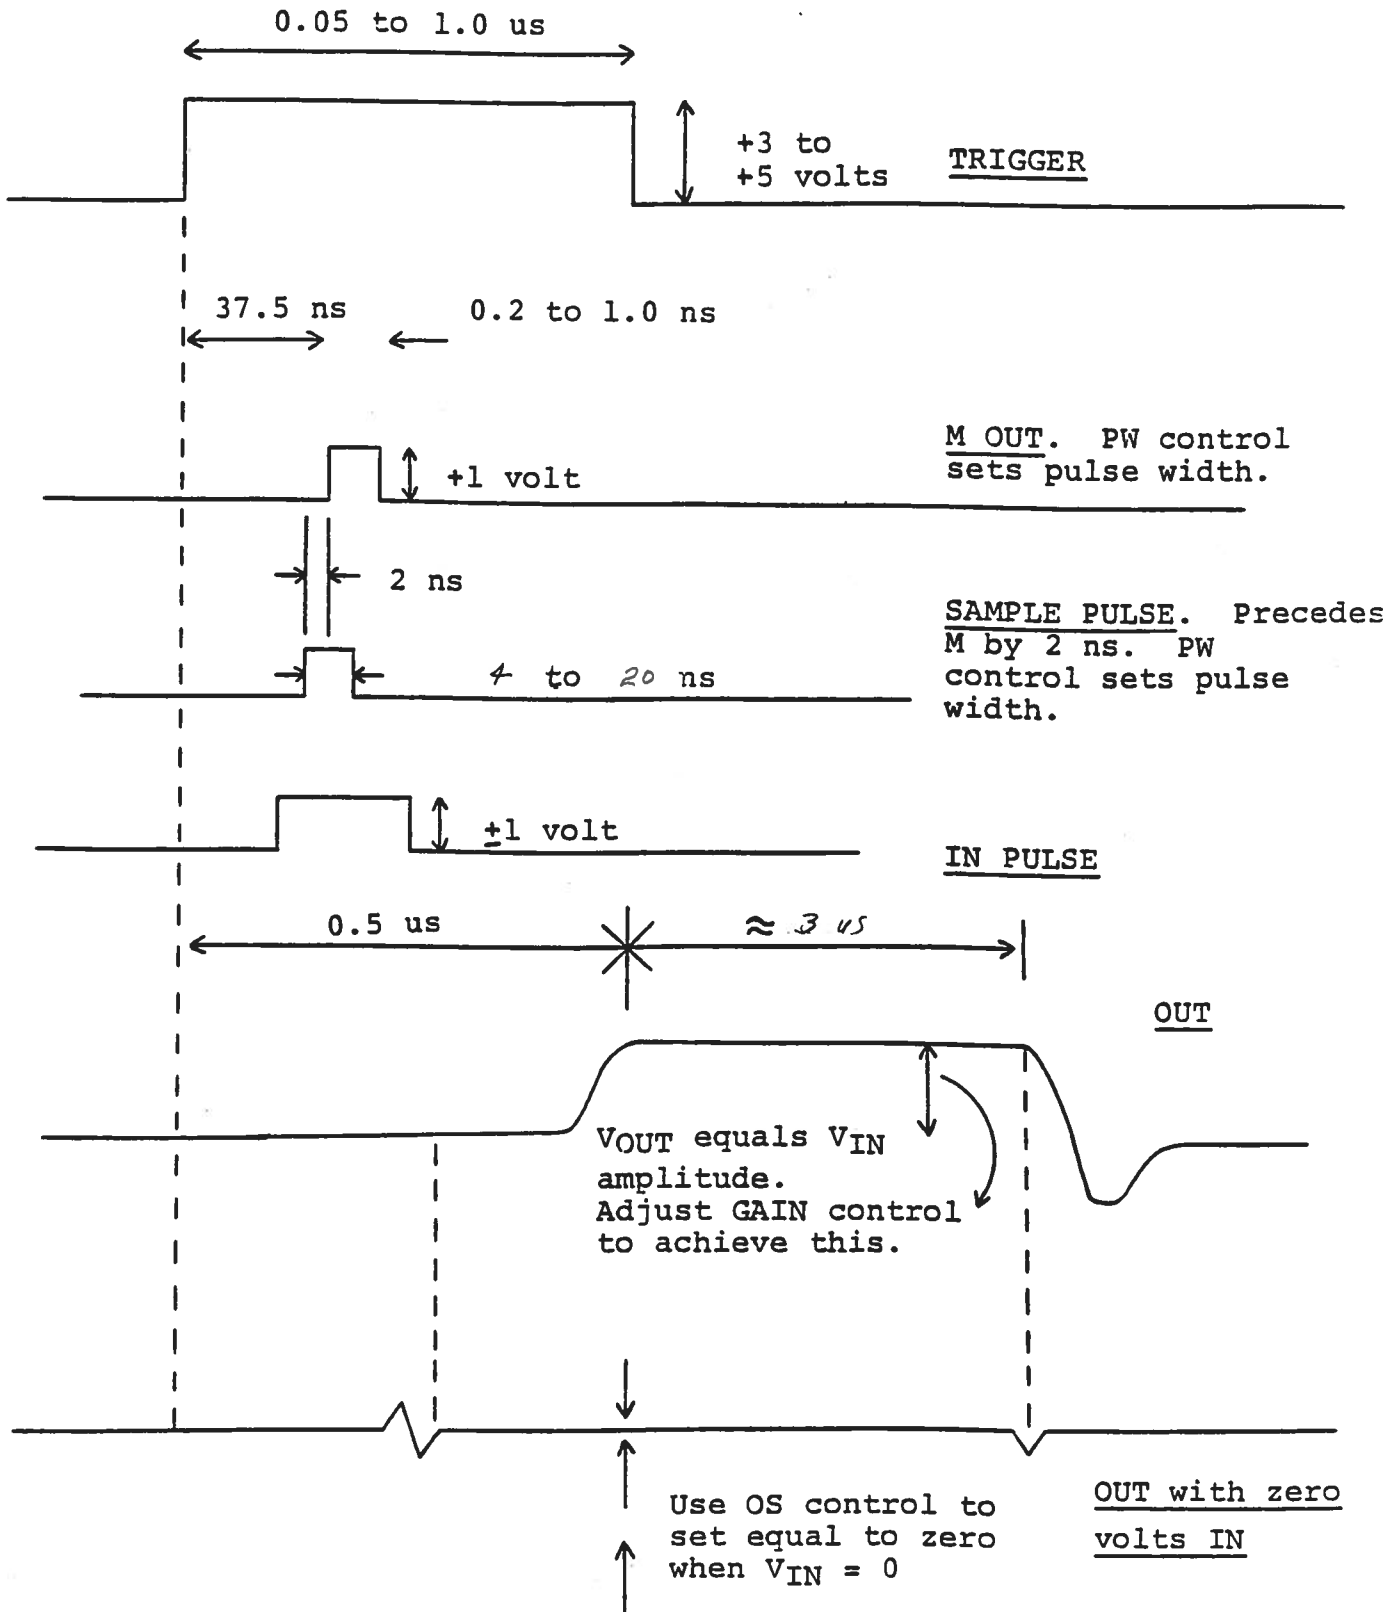 0.05 to 1.0 us
+3 to
+5 volts
TRIGGER
37.5 ns
0.2 to 1.0 ns
M OUT. PW control
sets pulse width.
+1 volt
2 ns
SAMPLE PULSE. Precedes
M by 2 ns. PW
control sets pulse
width.
4 to 20 ns
±1 volt
IN PULSE
0.5 us
≈ 3 us
OUT
VOUT equals VIN
amplitude.
Adjust GAIN control
to achieve this.
Use OS control to
set equal to zero
when VIN = 0
OUT with zero
volts IN